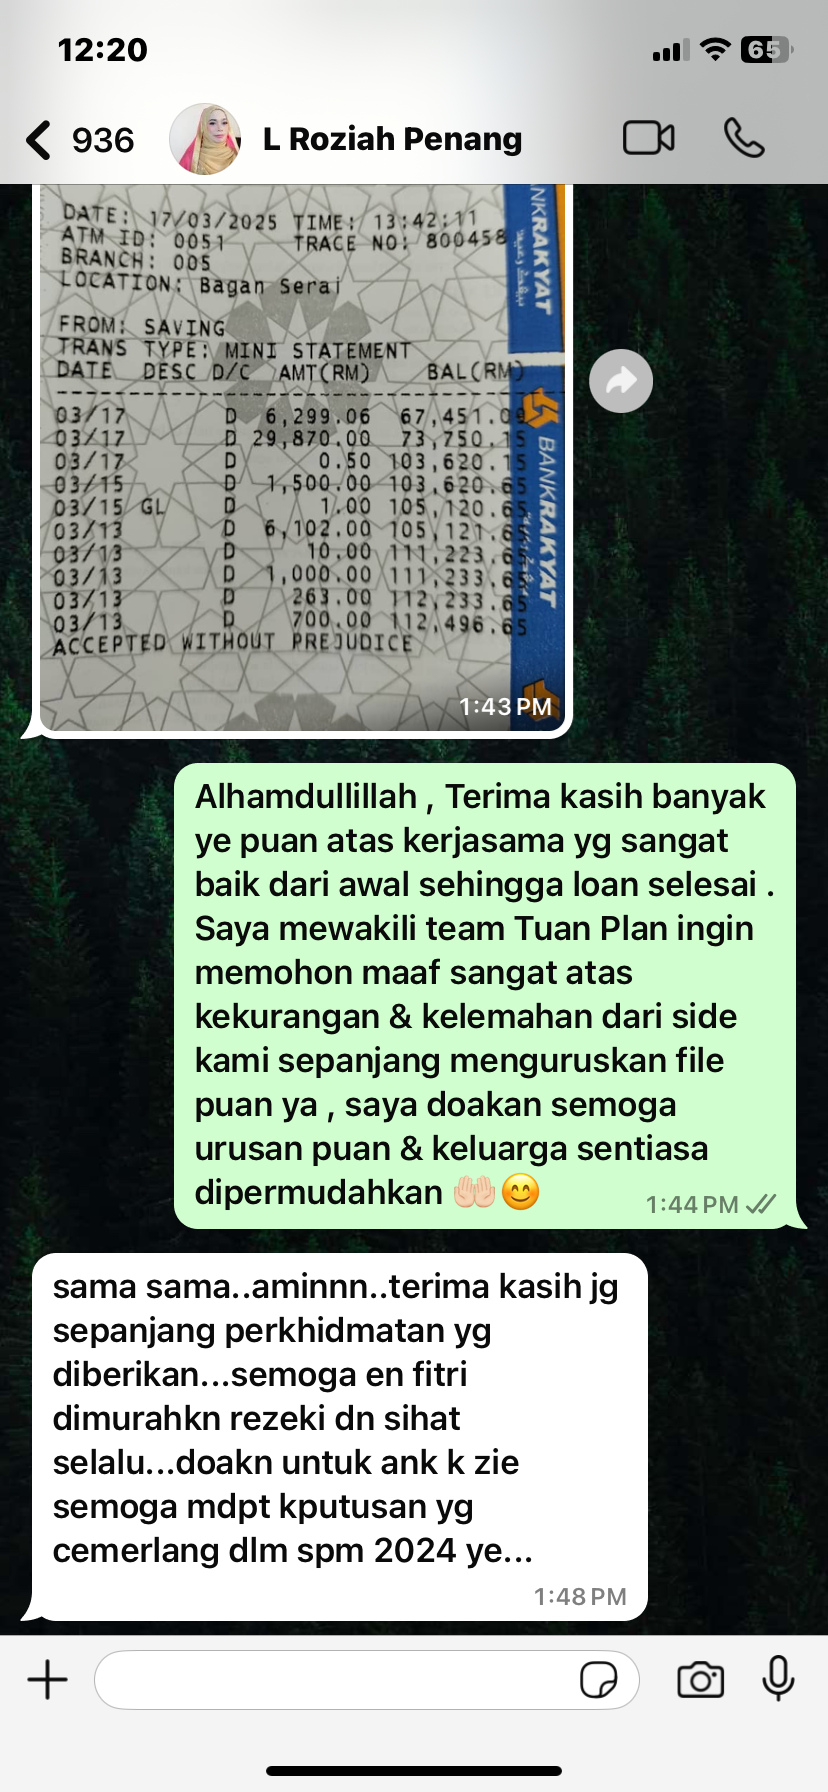 12:20
65
936
L Roziah Penang
DATE: 17/03/2025 TIME: 13:42:11
ATM ID: 0051 TRACE NO: 800458
BRANCH: 005
LOCATION: Bagan Serai
FROM: SAVING
TRANS TYPE: MINI STATEMENT
DATE DESC D/C AMT(RM) BAL(RM)
03/17 D 6,299.06 67,451.09
03/17 D 29,870.00 73,750.15
03/17 D 0.50 103,620.15
03/15 D 1,500.00 103,620.65
03/15 GL D 1.00 105,120.65
03/13 D 6,102.00 105,121.65
03/13 D 10.00 111,223.65
03/13 D 1,000.00 111,233.65
03/13 D 263.00 112,233.65
03/13 D 700.00 112,496.65
ACCEPTED WITHOUT PREJUDICE
NKRAKYAT
BANKRAKYAT
1:43 PM
Alhamdullillah , Terima kasih banyak
ye puan atas kerjasama yg sangat
baik dari awal sehingga loan selesai .
Saya mewakili team Tuan Plan ingin
memohon maaf sangat atas
kekurangan & kelemahan dari side
kami sepanjang menguruskan file
puan ya , saya doakan semoga
urusan puan & keluarga sentiasa
dipermudahkan 🤲🏻😊
1:44 PM
sama sama..aminnn..terima kasih jg
sepanjang perkhidmatan yg
diberikan...semoga en fitri
dimurahkn rezeki dn sihat
selalu...doakn untuk ank k zie
semoga mdpt kputusan yg
cemerlang dlm spm 2024 ye...
1:48 PM